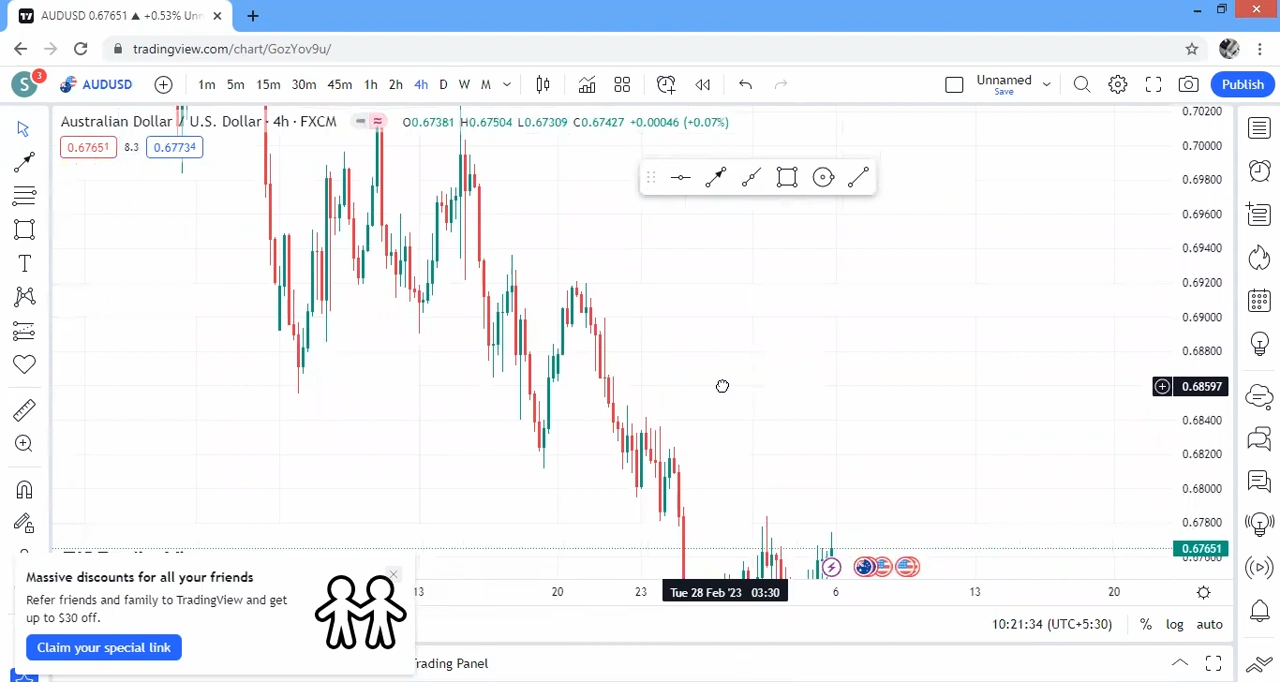 AUDUSD 0.67651 ▲ +0.53% Unn
tradingview.com/chart/GozYov9u/
S 3 AUDUSD 1m 5m 15m 30m 45m 1h 2h 4h D W M Unnamed Save Publish
Australian Dollar / U.S. Dollar · 4h · FXCM O0.67381 H0.67504 L0.67309 C0.67427 +0.00046 (+0.07%)
0.67651 8.3 0.67734
0.70200
0.70000
0.69800
0.69600
0.69400
0.69200
0.69000
0.68800
0.68597
0.68400
0.68200
0.68000
0.67800
0.67651
Massive discounts for all your friends
Refer friends and family to TradingView and get
up to $30 off.
Claim your special link
13 20 23 Tue 28 Feb '23 03:30 6 13 20
10:21:34 (UTC+5:30) % log auto
rading Panel